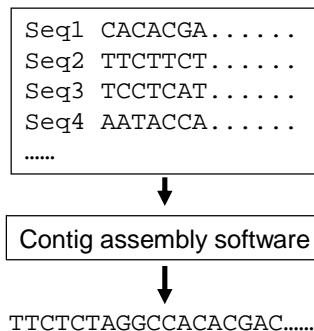 Seq1 CACACGA......
Seq2 TTCTTCT......
Seq3 TCCTCAT......
Seq4 AATACCA......
……
Contig assembly software
TTCTCTAGGCCACACGAC……